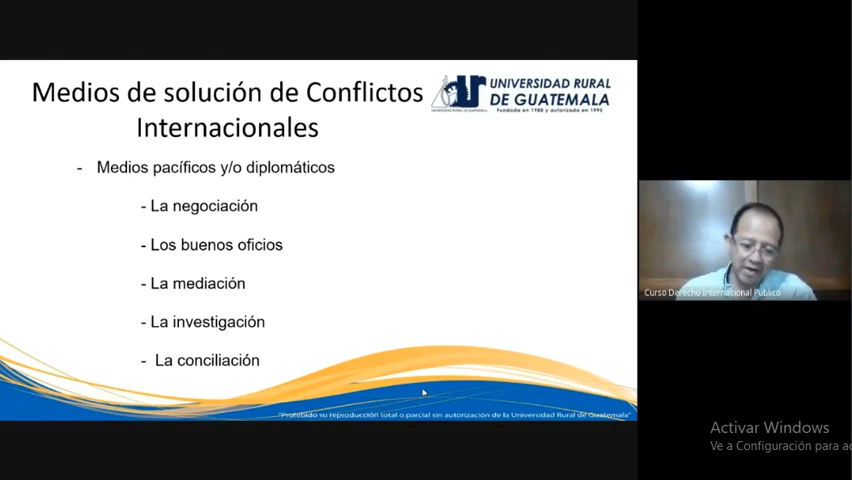 Medios de solución de Conflictos
Internacionales
UNIVERSIDAD RURAL
DE GUATEMALA
Fundada en 1988 y autorizada en 1995
- Medios pacíficos y/o diplomáticos
- La negociación
- Los buenos oficios
- La mediación
- La investigación
- La conciliación
"Prohibido su reproducción total o parcial sin autorización de la Universidad Rural de Guatemala"
Curso Derecho International Público
Activar Windows
Ve a Configuración para ac